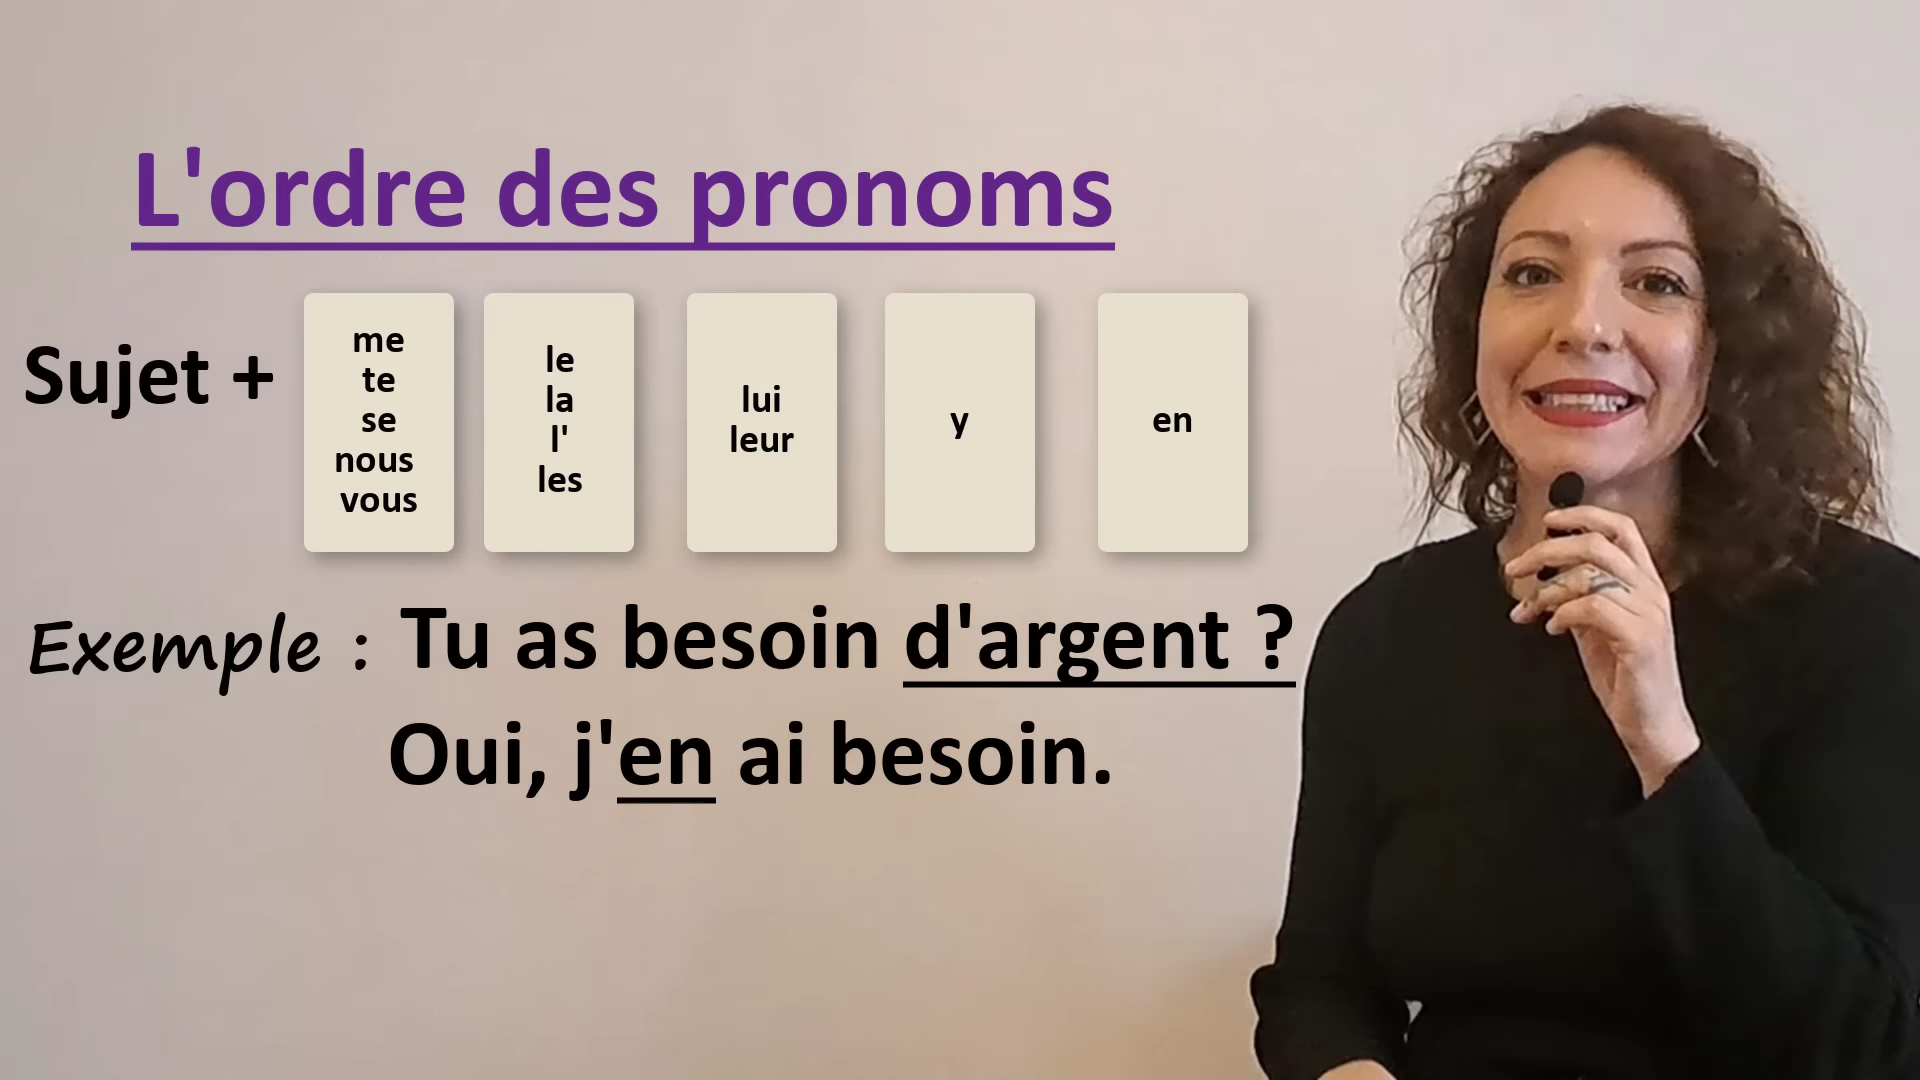 L'ordre des pronoms
Sujet +
me
te
se
nous
vous
le
la
l'
les
lui
leur
y
en
Exemple : Tu as besoin d'argent ?
Oui, j'en ai besoin.